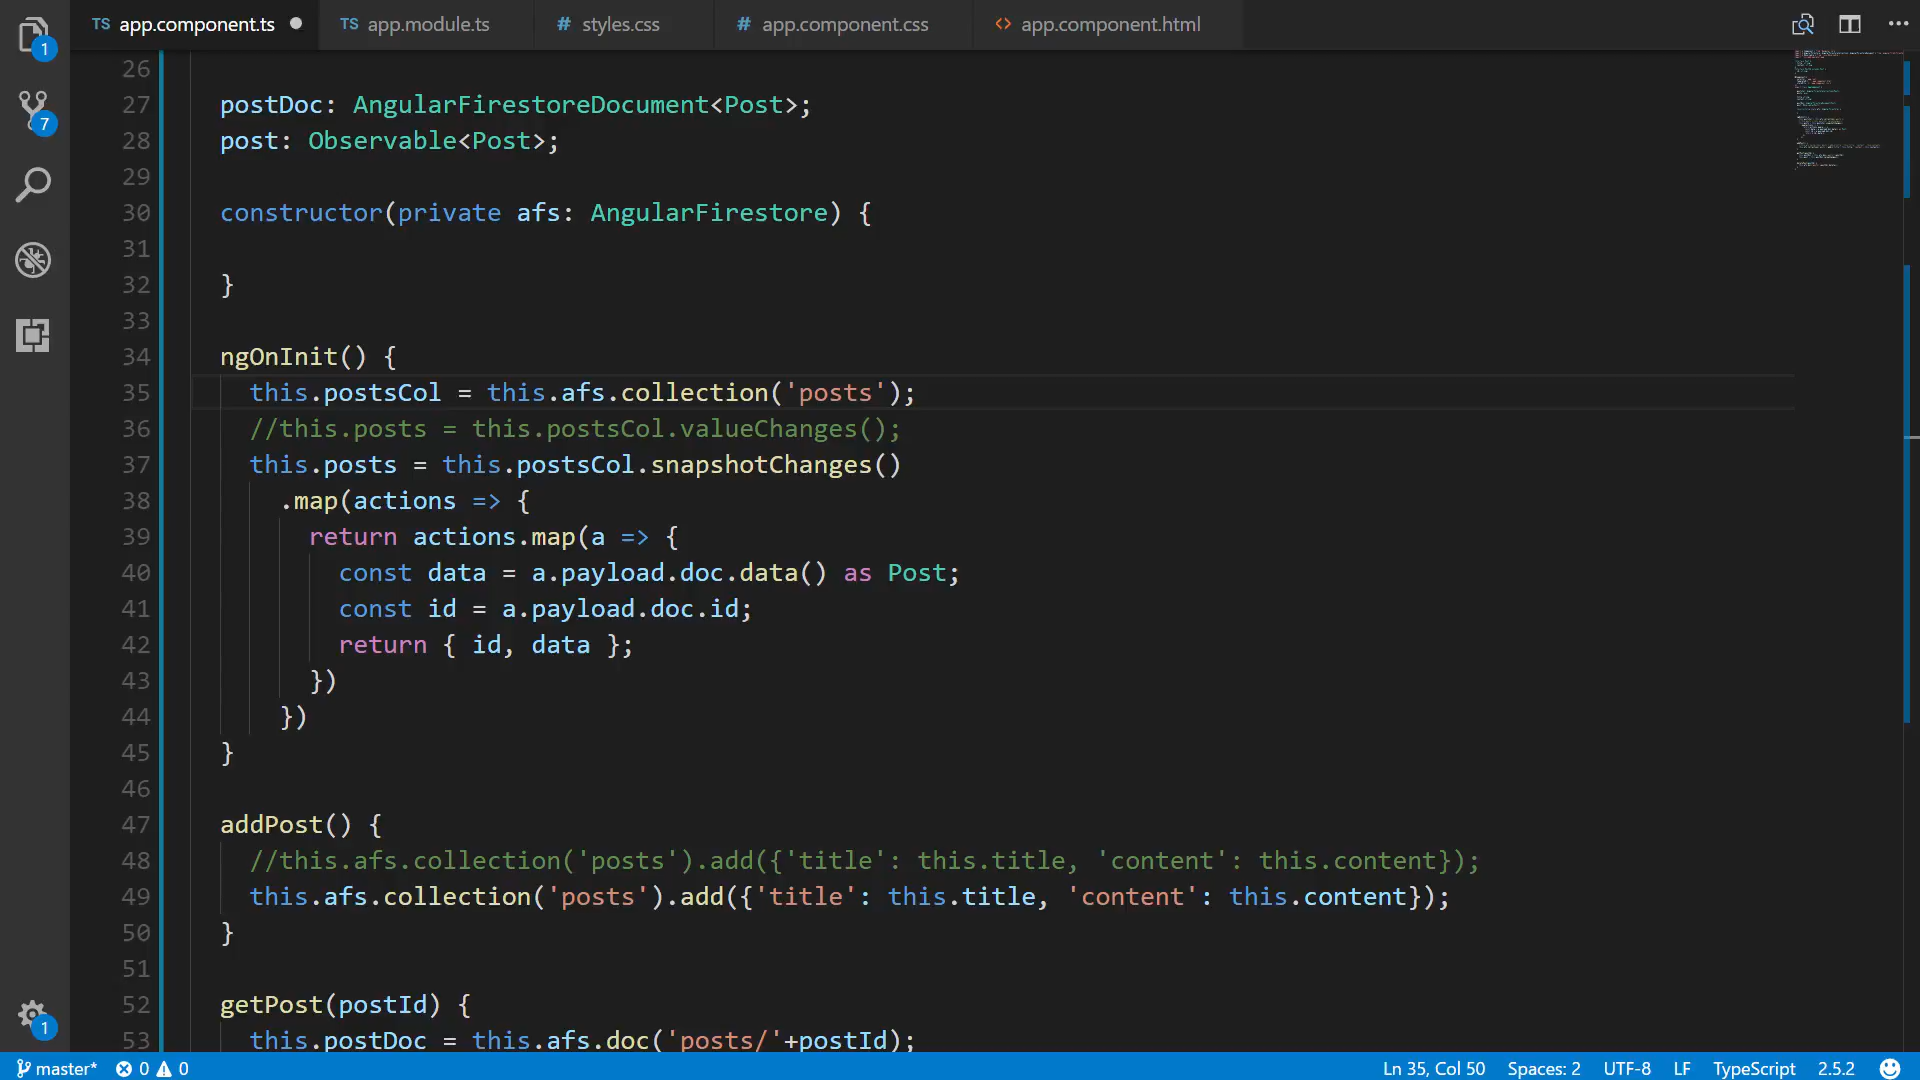 TS app.component.ts TS app.module.ts # styles.css # app.component.css <> app.component.html
1
7
26
27 postDoc: AngularFirestoreDocument<Post>;
28 post: Observable<Post>;
29
30 constructor(private afs: AngularFirestore) {
31
32 }
33
34 ngOnInit() {
35 this.postsCol = this.afs.collection('posts');
36 //this.posts = this.postsCol.valueChanges();
37 this.posts = this.postsCol.snapshotChanges()
38 .map(actions => {
39 return actions.map(a => {
40 const data = a.payload.doc.data() as Post;
41 const id = a.payload.doc.id;
42 return { id, data };
43 })
44 })
45 }
46
47 addPost() {
48 //this.afs.collection('posts').add({'title': this.title, 'content': this.content});
49 this.afs.collection('posts').add({'title': this.title, 'content': this.content});
50 }
51
52 getPost(postId) {
53 this.postDoc = this.afs.doc('posts/'+postId);
1
master* 0 0 Ln 35, Col 50 Spaces: 2 UTF-8 LF TypeScript 2.5.2